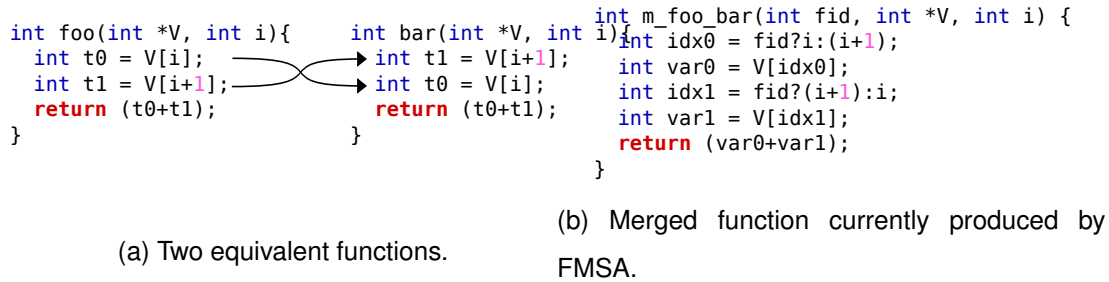 int foo(int *V, int i){
  int t0 = V[i];
  int t1 = V[i+1];
  return (t0+t1);
}
int bar(int *V, int i){
  int t1 = V[i+1];
  int t0 = V[i];
  return (t0+t1);
}
(a) Two equivalent functions.
int m_foo_bar(int fid, int *V, int i) {
  int idx0 = fid?i:(i+1);
  int var0 = V[idx0];
  int idx1 = fid?(i+1):i;
  int var1 = V[idx1];
  return (var0+var1);
}
(b) Merged function currently produced by
FMSA.